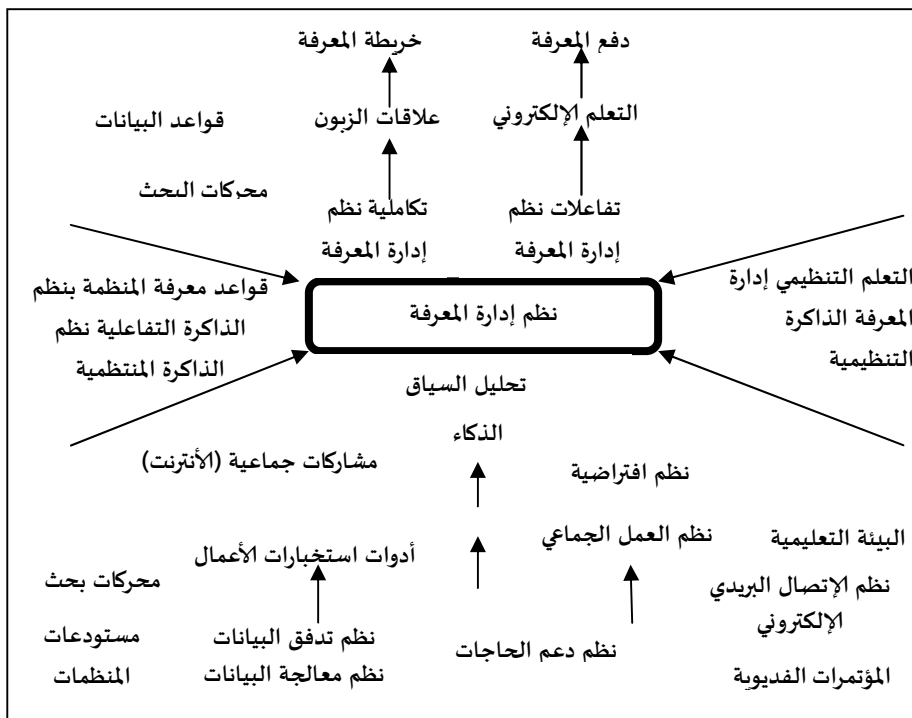 دفع المعرفة
خريطة المعرفة
التعلم الإلكتروني
علاقات الزبون
قواعد البيانات
محركات البحث
تفاعلات نظم
إدارة المعرفة
تكاملية نظم
إدارة المعرفة
التعلم التنظيمي إدارة
المعرفة الذاكرة
التنظيمية
نظم إدارة المعرفة
قواعد معرفة المنظمة بنظم
الذاكرة التفاعلية نظم
الذاكرة المنتظمية
تحليل السياق
الذكاء
نظم افتراضية
مشاركات جماعية (الأنترنت)
البيئة التعليمية
نظم العمل الجماعي
أدوات استخبارات الأعمال
نظم الإتصال البريدي
الإلكتروني
محركات بحث
المؤتمرات الفديوية
نظم دعم الحاجات
نظم تدفق البيانات
نظم معالجة البيانات
مستودعات
المنظمات